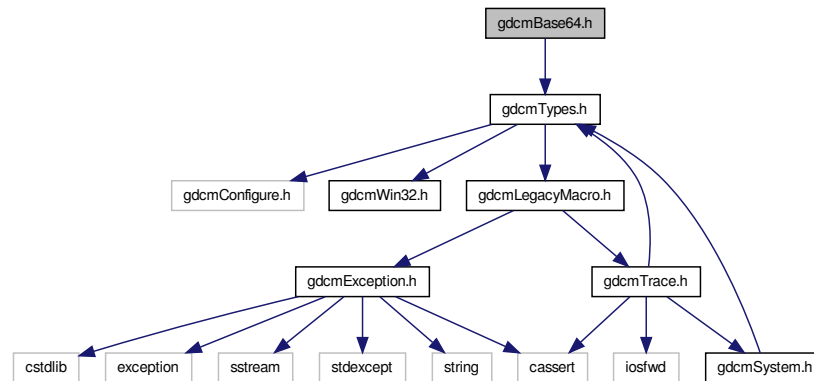 gdcmBase64.h
gdcmTypes.h
gdcmConfigure.h
gdcmWin32.h
gdcmLegacyMacro.h
gdcmException.h
gdcmTrace.h
cstdlib
exception
sstream
stdexcept
string
cassert
iosfwd
gdcmSystem.h